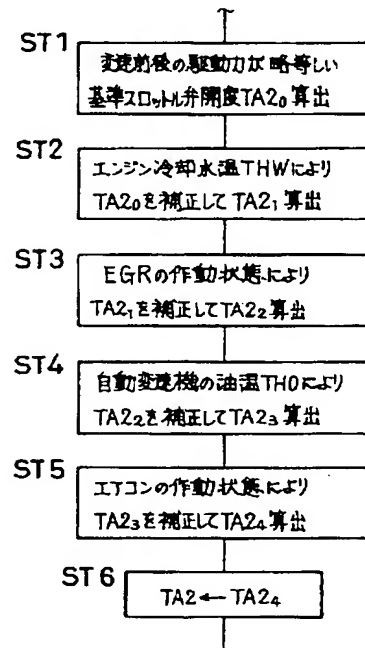 ST1
変速前後の駆動力が略等しい
基準スロットル弁開度TA2₀算出
ST2
エンジン冷却水温THWにより
TA2₀を補正してTA2₁算出
ST3
EGRの作動状態により
TA2₁を補正してTA2₂算出
ST4
自動変速機の油温THOにより
TA2₂を補正してTA2₃算出
ST5
エアコンの作動状態により
TA2₃を補正してTA2₄算出
ST6
TA2 ← TA2₄